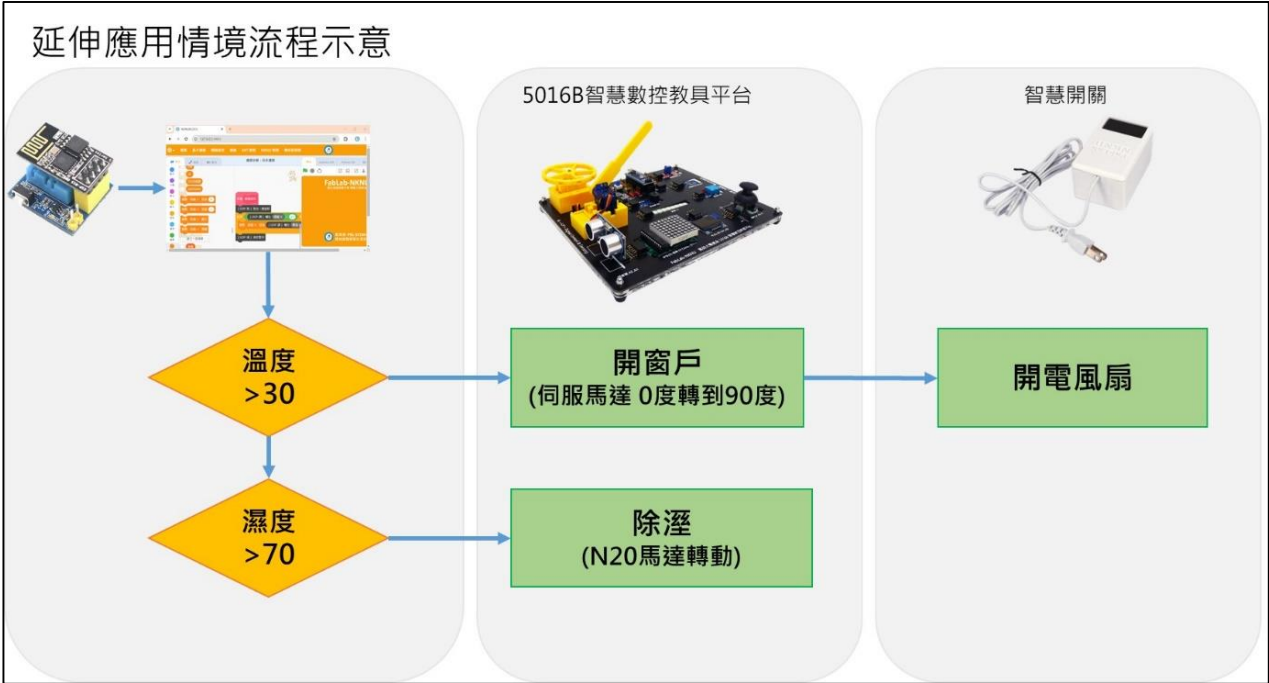 延伸應用情境流程示意
5016B智慧數控教具平台
智慧開關
FabLab-NKNU
溫度
>30
開窗戶
(伺服馬達 0度轉到90度)
開電風扇
濕度
>70
除溼
(N20馬達轉動)